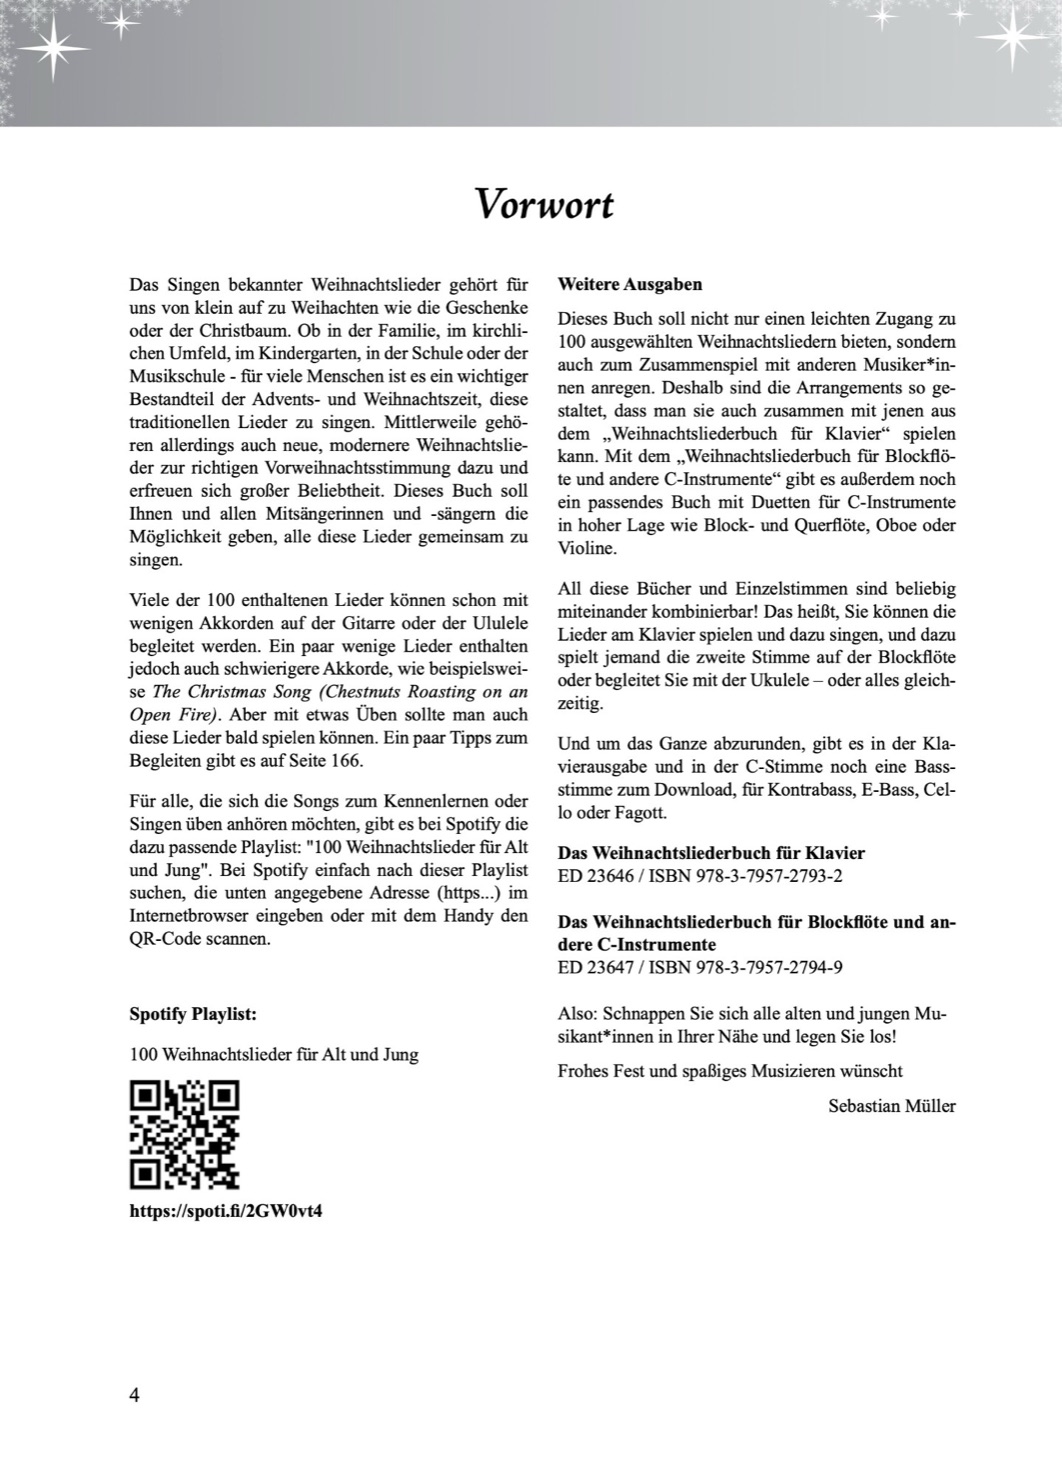 Vorwort
Das Singen bekannter Weihnachtslieder gehört für
uns von klein auf zu Weihachten wie die Geschenke
oder der Christbaum. Ob in der Familie, im kirchli-
chen Umfeld, im Kindergarten, in der Schule oder der
Musikschule - für viele Menschen ist es ein wichtiger
Bestandteil der Advents- und Weihnachtszeit, diese
traditionellen Lieder zu singen. Mittlerweile gehö-
ren allerdings auch neue, modernere Weihnachtslie-
der zur richtigen Vorweihnachtsstimmung dazu und
erfreuen sich großer Beliebtheit. Dieses Buch soll
Ihnen und allen Mitsängerinnen und -sängern die
Möglichkeit geben, alle diese Lieder gemeinsam zu
singen.
Viele der 100 enthaltenen Lieder können schon mit
wenigen Akkorden auf der Gitarre oder der Ululele
begleitet werden. Ein paar wenige Lieder enthalten
jedoch auch schwierigere Akkorde, wie beispielswei-
se The Christmas Song (Chestnuts Roasting on an
Open Fire). Aber mit etwas Üben sollte man auch
diese Lieder bald spielen können. Ein paar Tipps zum
Begleiten gibt es auf Seite 166.
Für alle, die sich die Songs zum Kennenlernen oder
Singen üben anhören möchten, gibt es bei Spotify die
dazu passende Playlist: "100 Weihnachtslieder für Alt
und Jung". Bei Spotify einfach nach dieser Playlist
suchen, die unten angegebene Adresse (https...) im
Internetbrowser eingeben oder mit dem Handy den
QR-Code scannen.
Spotify Playlist:
100 Weihnachtslieder für Alt und Jung
https://spoti.fi/2GW0vt4
Weitere Ausgaben
Dieses Buch soll nicht nur einen leichten Zugang zu
100 ausgewählten Weihnachtsliedern bieten, sondern
auch zum Zusammenspiel mit anderen Musiker*in-
nen anregen. Deshalb sind die Arrangements so ge-
staltet, dass man sie auch zusammen mit jenen aus
dem „Weihnachtsliederbuch für Klavier“ spielen
kann. Mit dem „Weihnachtsliederbuch für Blockflö-
te und andere C-Instrumente“ gibt es außerdem noch
ein passendes Buch mit Duetten für C-Instrumente
in hoher Lage wie Block- und Querflöte, Oboe oder
Violine.
All diese Bücher und Einzelstimmen sind beliebig
miteinander kombinierbar! Das heißt, Sie können die
Lieder am Klavier spielen und dazu singen, und dazu
spielt jemand die zweite Stimme auf der Blockflöte
oder begleitet Sie mit der Ukulele – oder alles gleich-
zeitig.
Und um das Ganze abzurunden, gibt es in der Kla-
vierausgabe und in der C-Stimme noch eine Bass-
stimme zum Download, für Kontrabass, E-Bass, Cel-
lo oder Fagott.
Das Weihnachtsliederbuch für Klavier
ED 23646 / ISBN 978-3-7957-2793-2
Das Weihnachtsliederbuch für Blockflöte und an-
dere C-Instrumente
ED 23647 / ISBN 978-3-7957-2794-9
Also: Schnappen Sie sich alle alten und jungen Mu-
sikant*innen in Ihrer Nähe und legen Sie los!
Frohes Fest und spaßiges Musizieren wünscht
Sebastian Müller
4